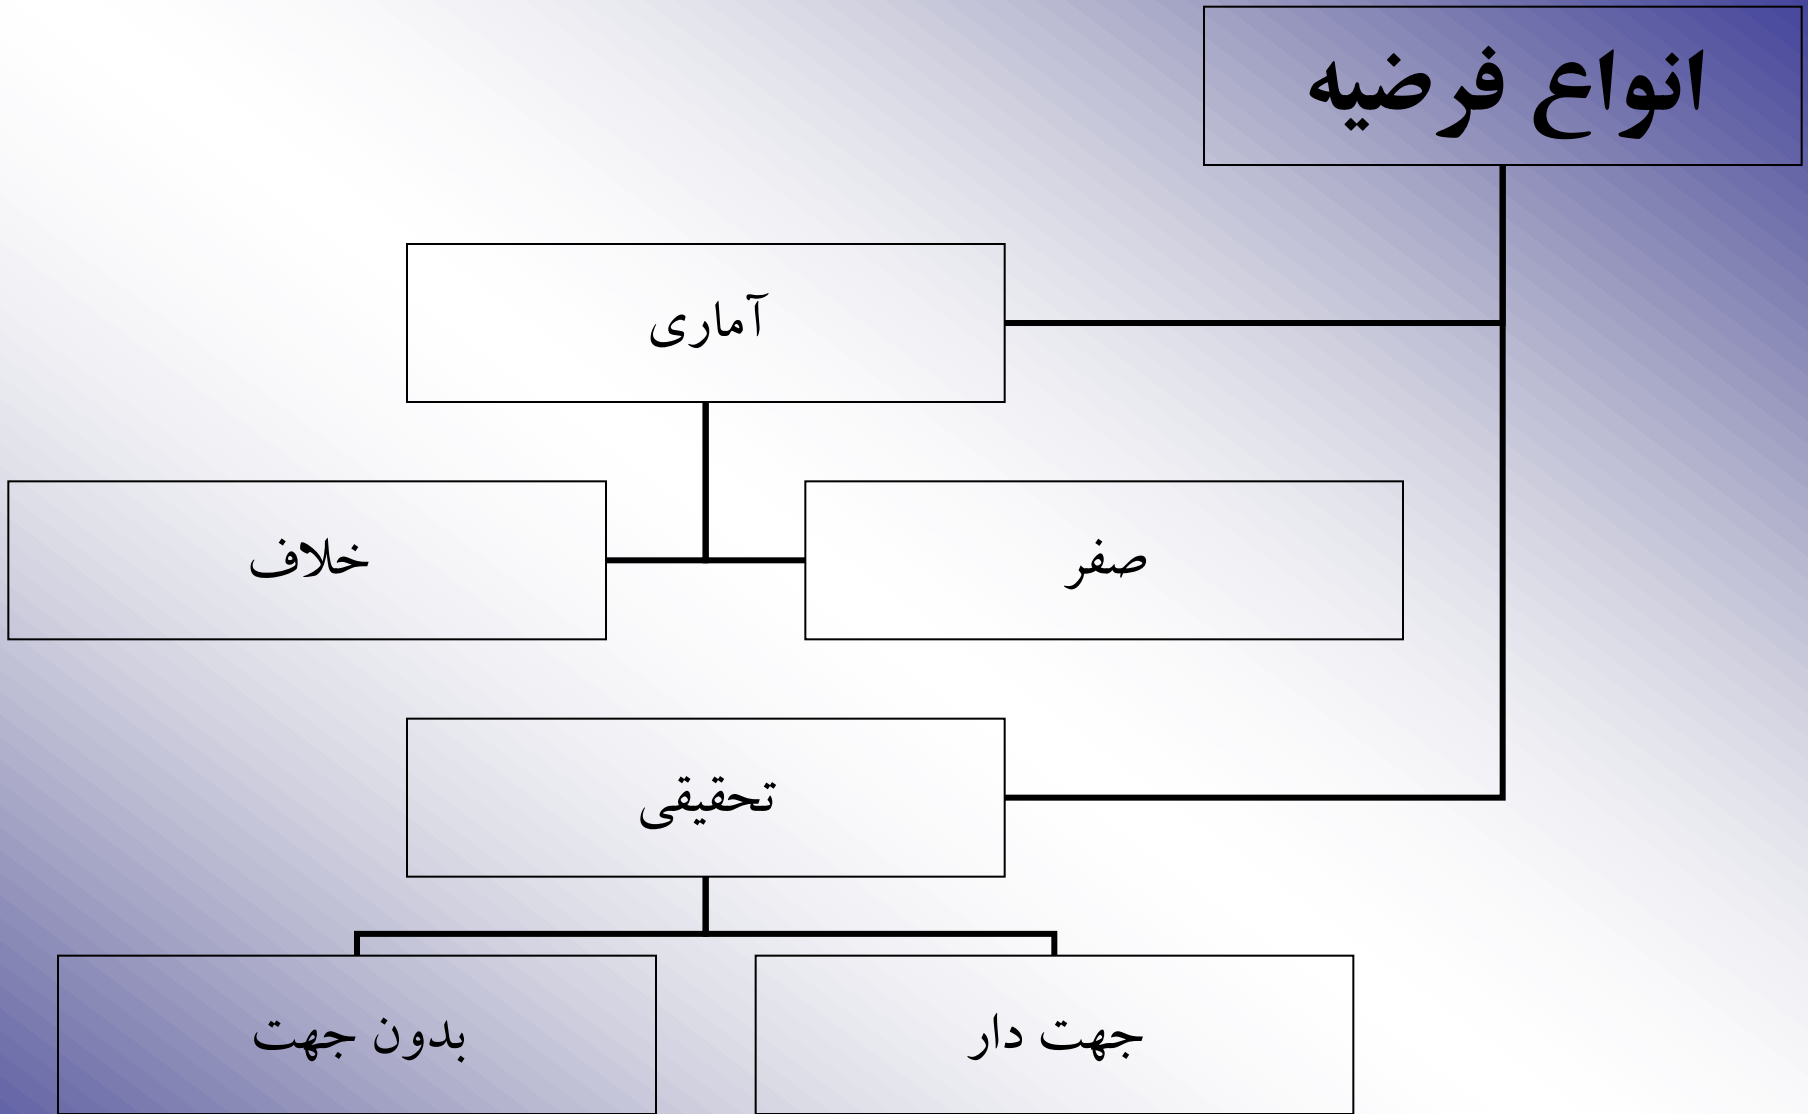 انواع فرضیه
آماری
صفر
خلاف
تحقیقی
جهت دار
بدون جهت